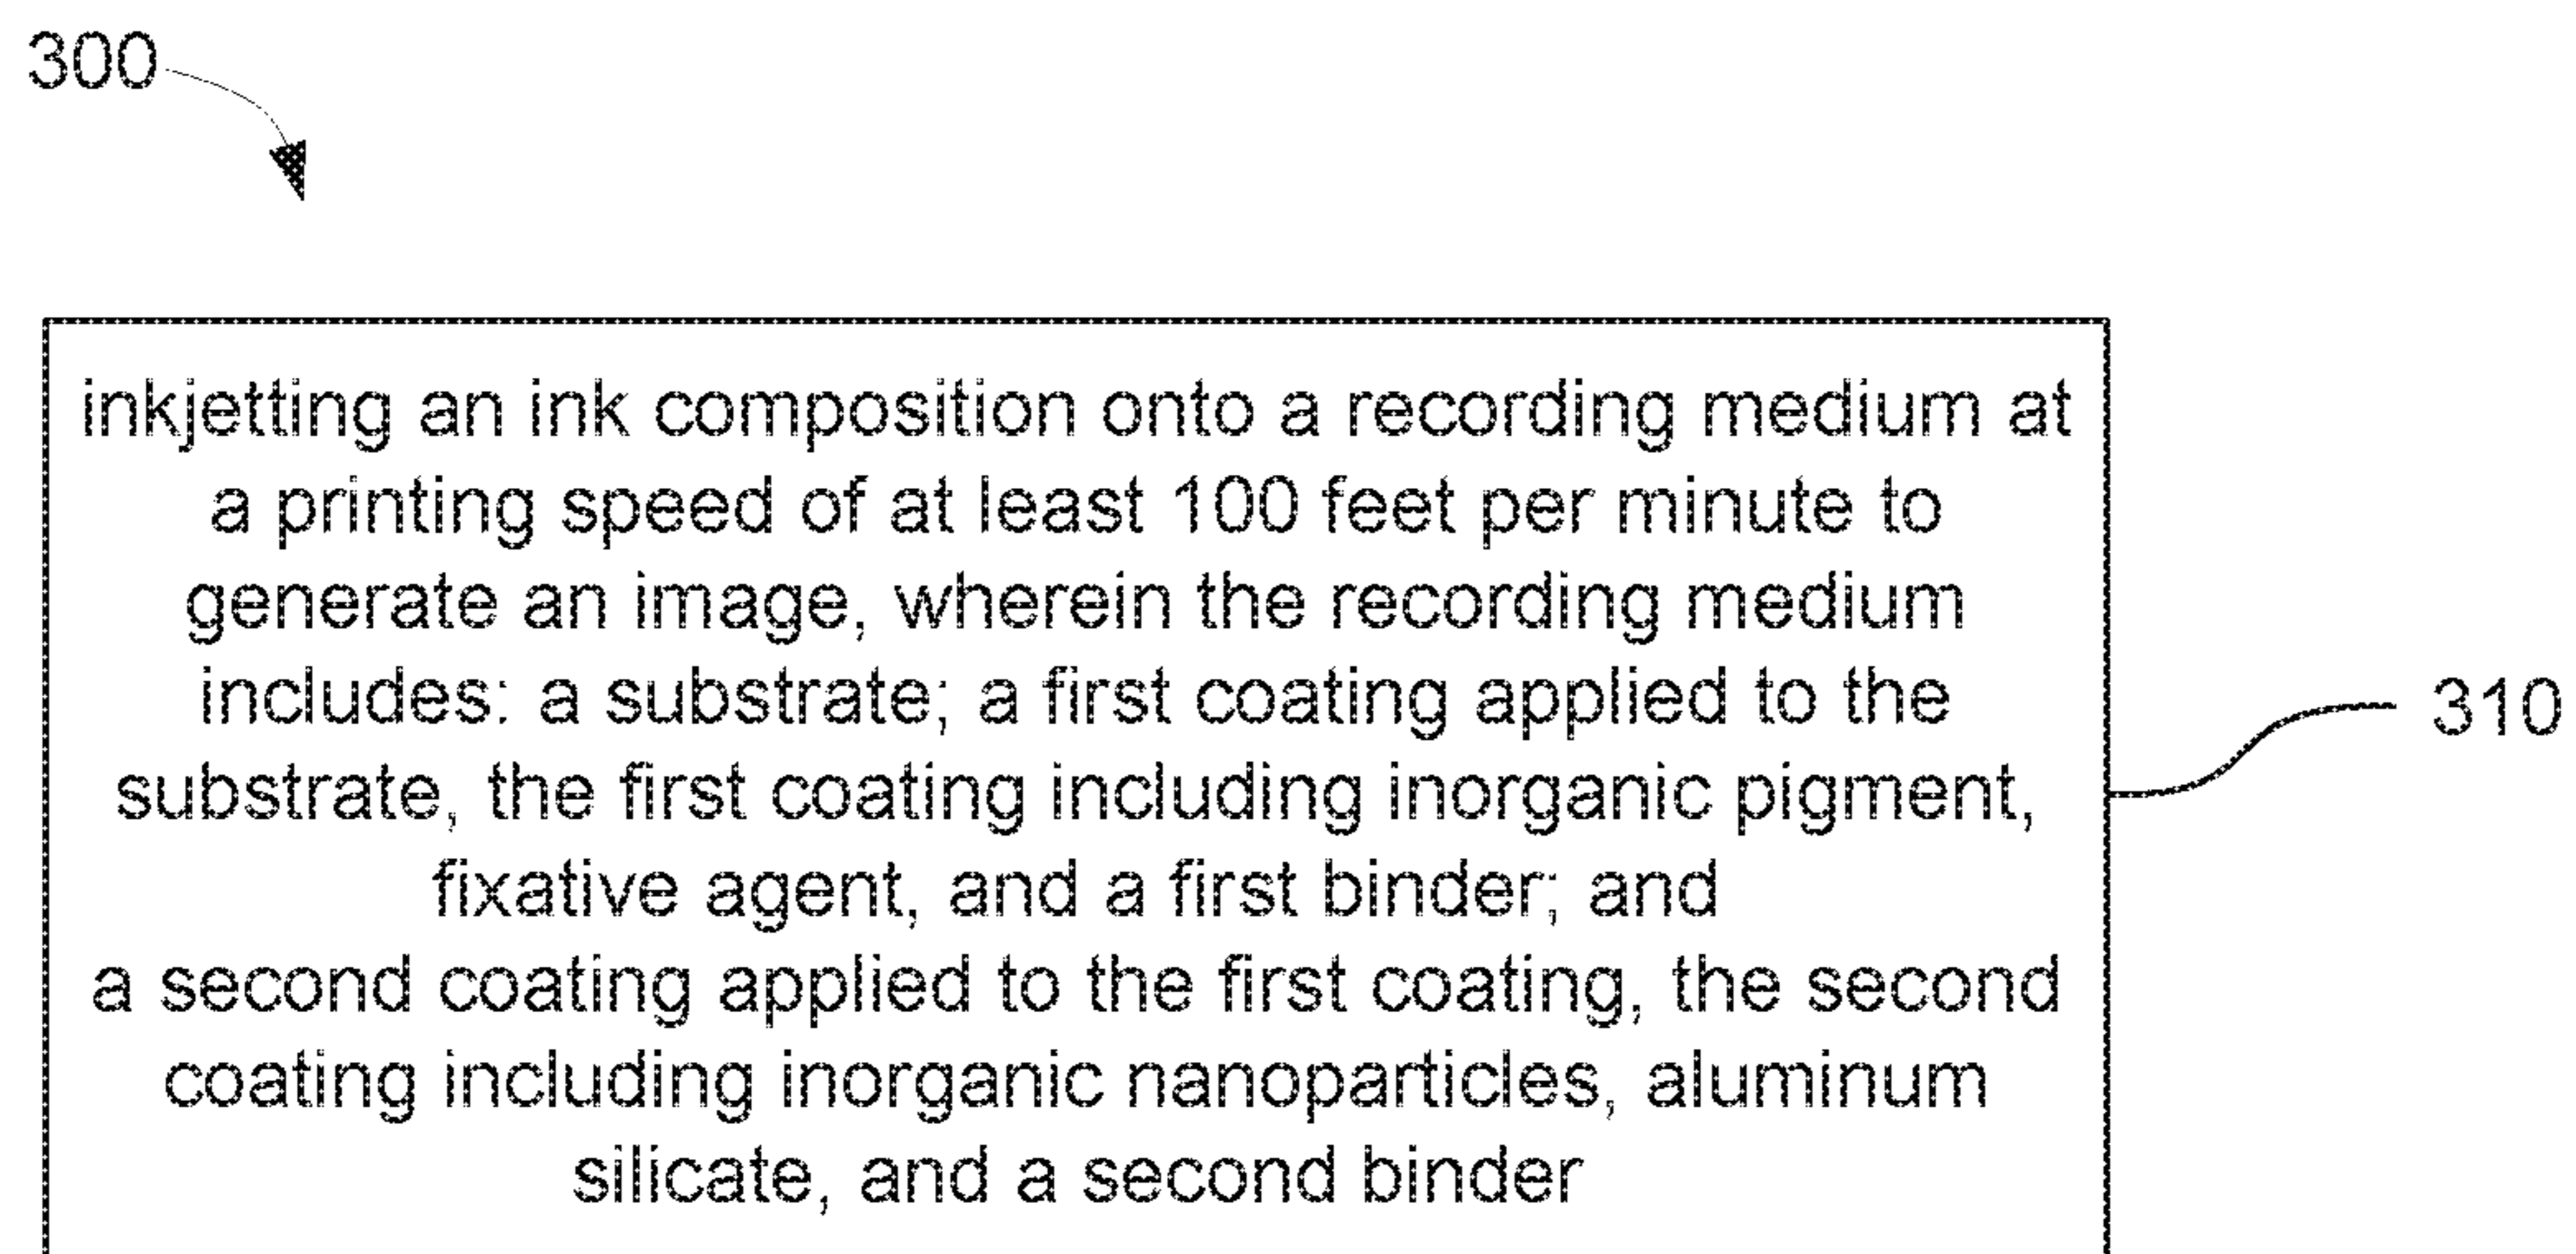 300
inkjetting an ink composition onto a recording medium at
a printing speed of at least 100 feet per minute to
generate an image, wherein the recording medium
includes: a substrate; a first coating applied to the
310
substrate, the first coating including inorganic pigment,
fixative agent, and a first binder; and
a second coating applied to the first coating, the second
coating including inorganic nanoparticles, aluminum
silicate, and a second binder